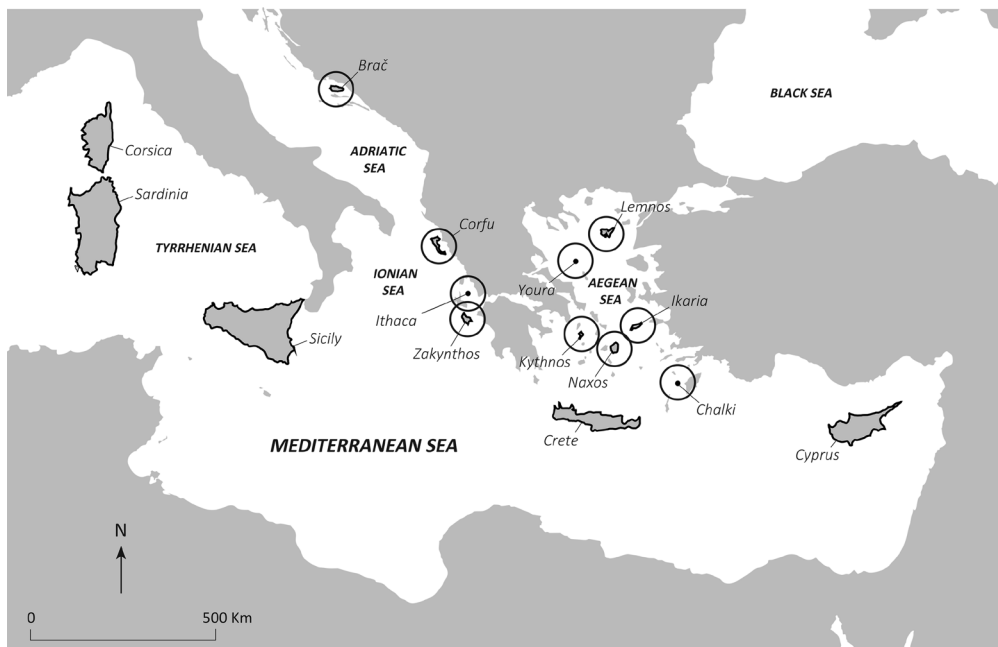 Brač
BLACK SEA
Corsica
ADRIATIC
SEA
Sardinia
Lemnos
Corfu
TYRRHENIAN SEA
IONIAN
SEA
Youra
AEGEAN
SEA
Ikaria
Ithaca
Sicily
Zakynthos
Kythnos
Naxos
Chalki
Crete
MEDITERRANEAN SEA
Cyprus
N
0 500 Km